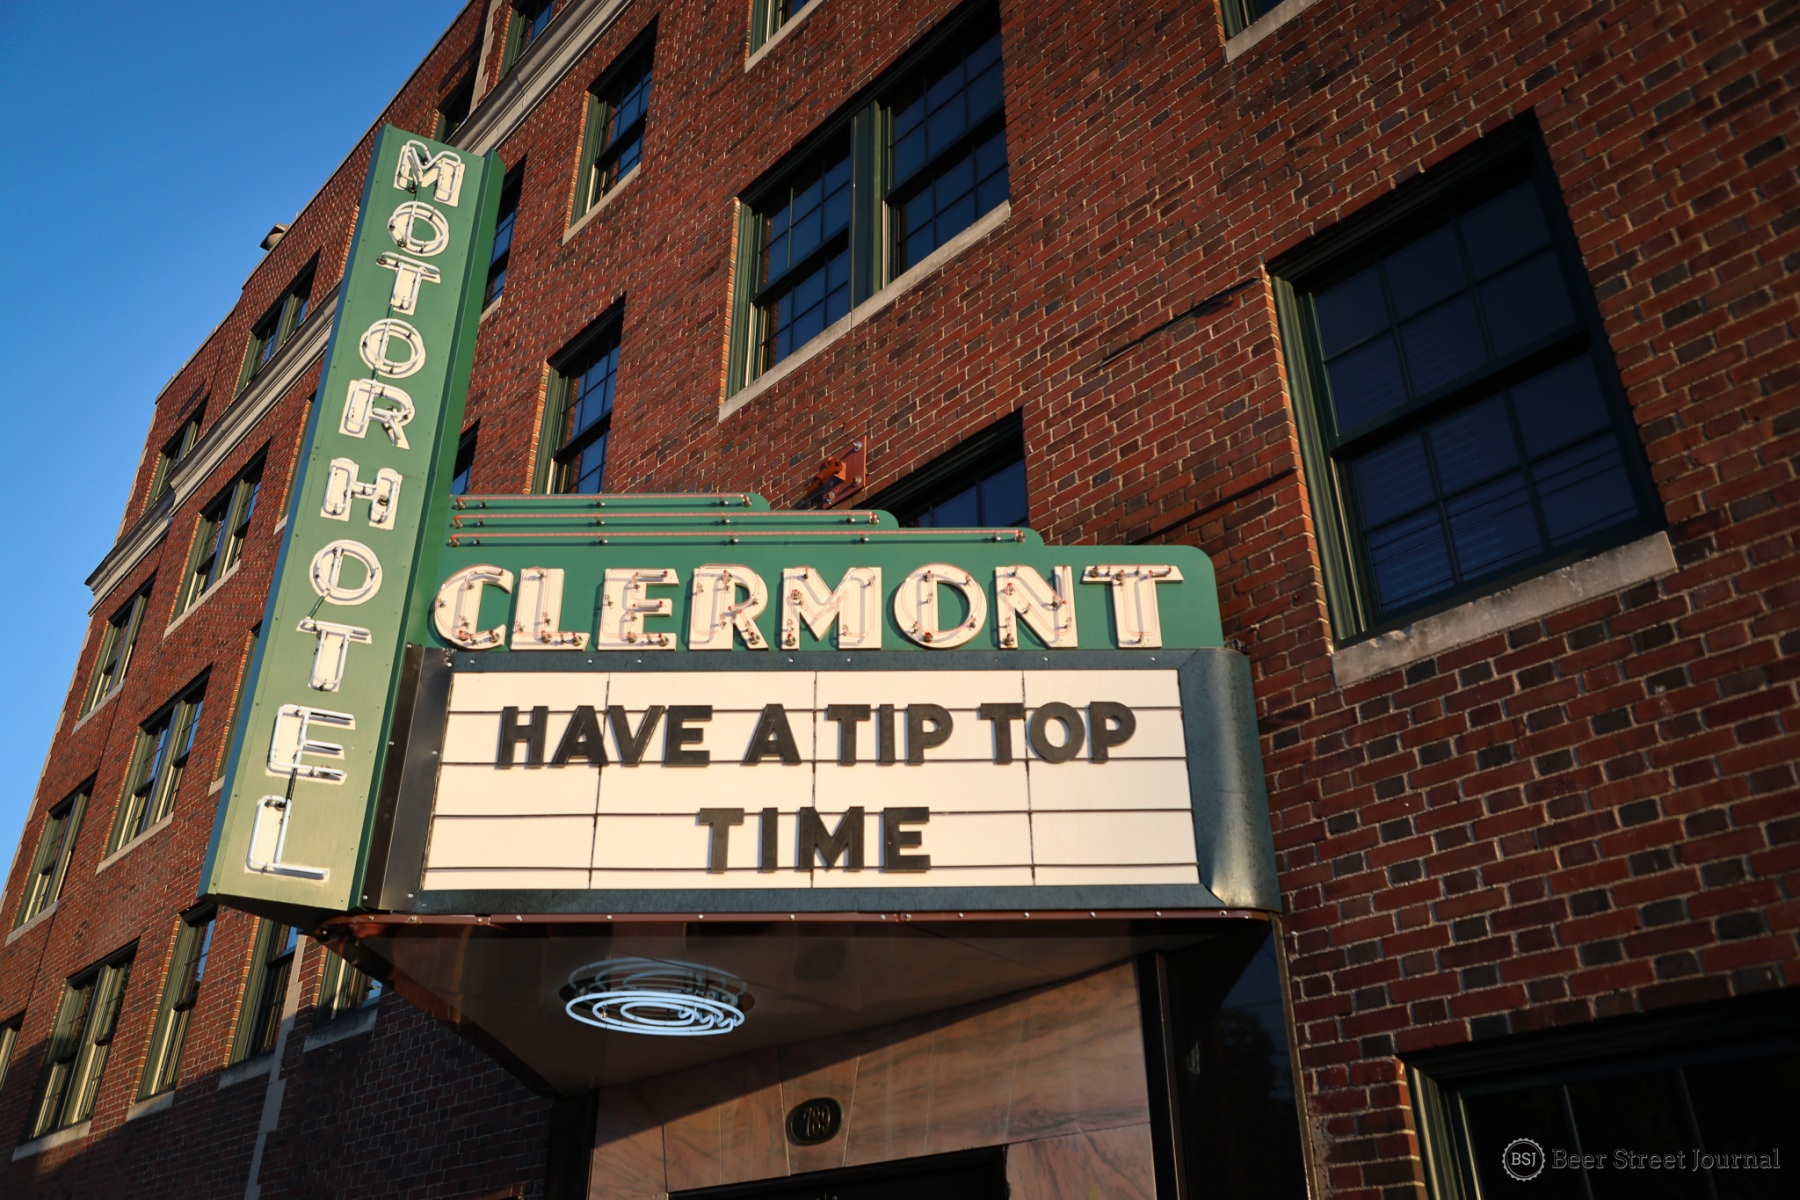 MOTOR HOTEL
CLERMONT
HAVE A TIP TOP
TIME
789
BSJ Beer Street Journal